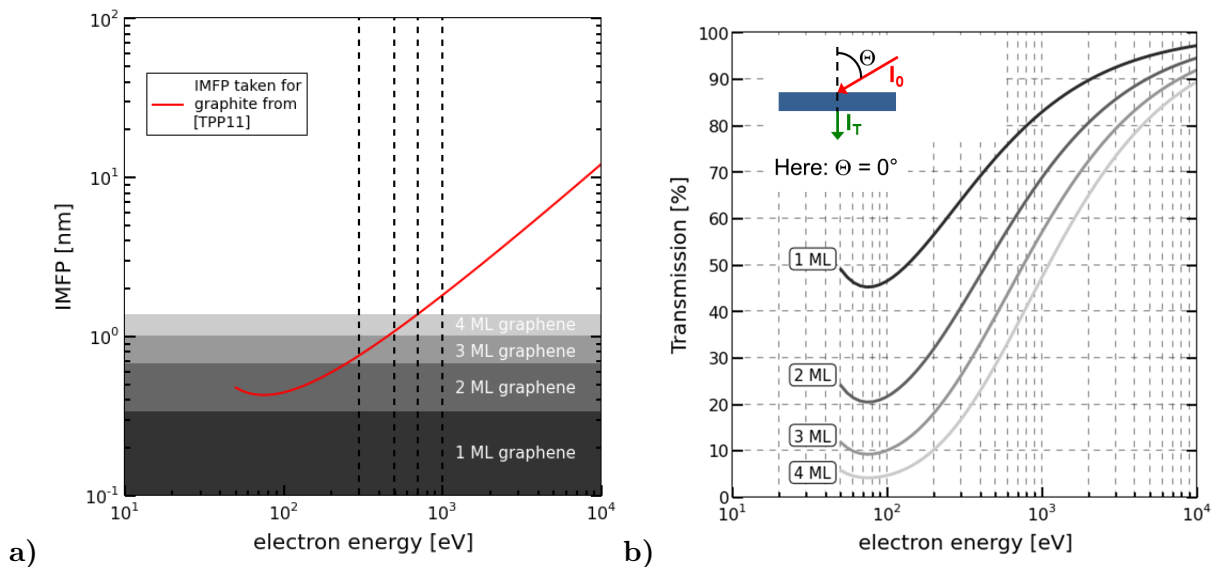 10²
10¹
10⁰
10⁻¹
IMFP [nm]
IMFP taken for
graphite from
[TPP11]
4 ML graphene
3 ML graphene
2 ML graphene
1 ML graphene
10¹ 10² 10³ 10⁴
electron energy [eV]
a)
100
90
80
70
60
50
40
30
20
10
0
Transmission [%]
Θ
I₀
I_T
Here: Θ = 0°
1 ML
2 ML
3 ML
4 ML
10¹ 10² 10³ 10⁴
electron energy [eV]
b)